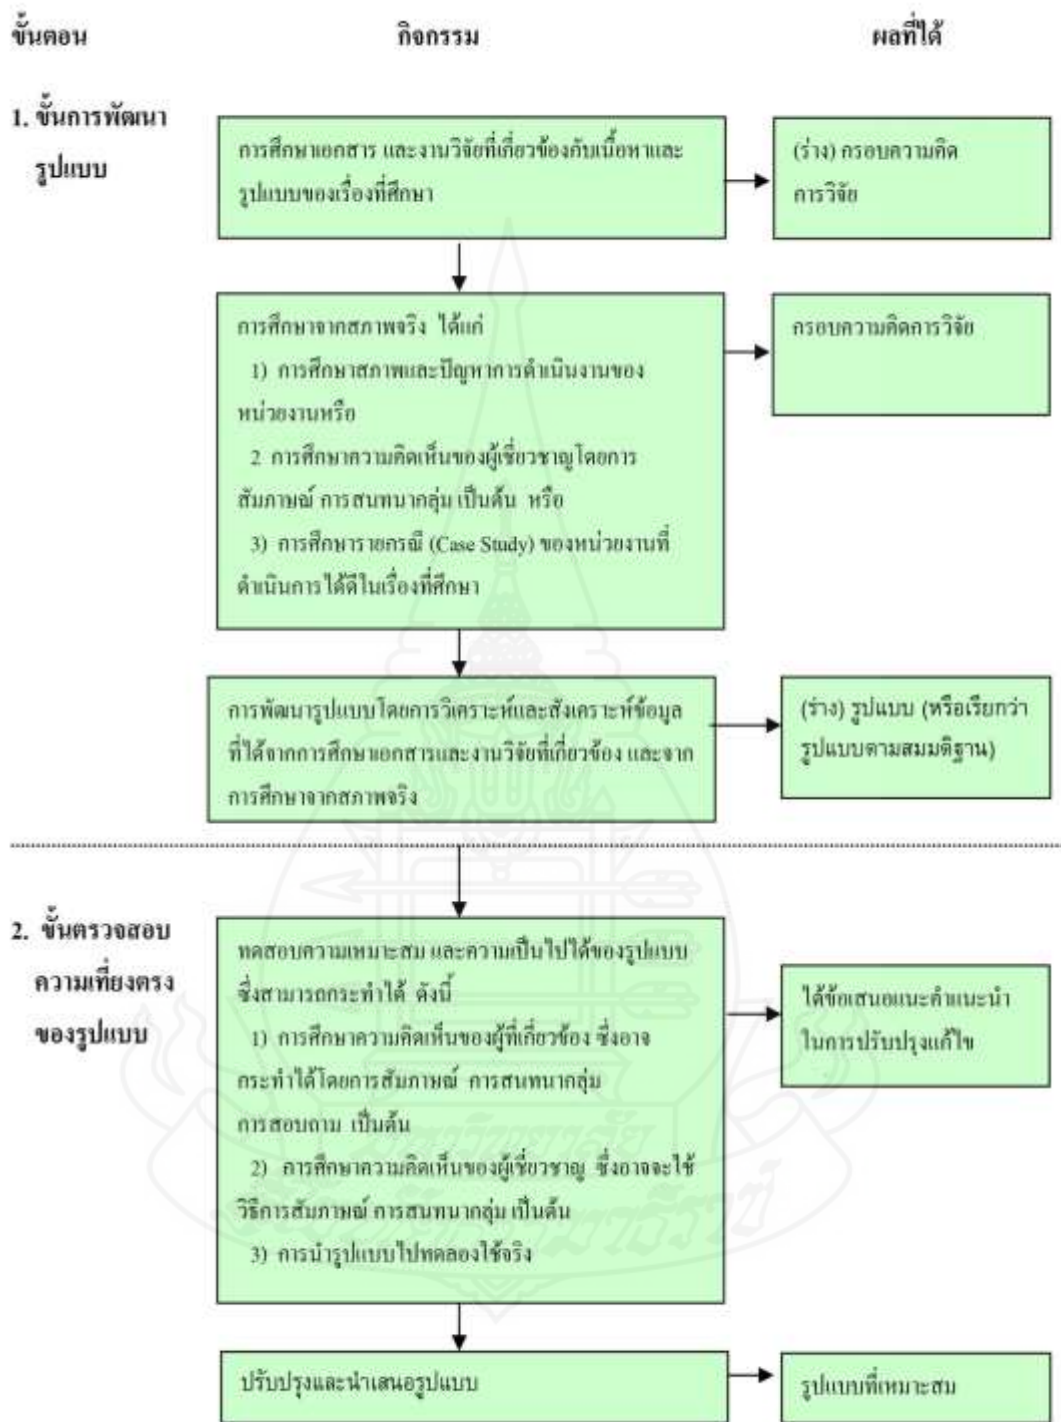 ขั้นตอน กิจกรรม ผลที่ได้
1. ขั้นการพัฒนา
รูปแบบ
การศึกษาเอกสาร และงานวิจัยที่เกี่ยวข้องกับเนื้อหาและ
รูปแบบของเรื่องที่ศึกษา
(ร่าง) กรอบความคิด
การวิจัย
การศึกษาจากสภาพจริง ได้แก่
1) การศึกษาสภาพและปัญหาการดำเนินงานของ
หน่วยงานหรือ
2 การศึกษาความคิดเห็นของผู้เชี่ยวชาญโดยการ
สัมภาษณ์ การสนทนากลุ่ม เป็นต้น หรือ
3) การศึกษารายกรณี (Case Study) ของหน่วยงานที่
ดำเนินการได้ดีในเรื่องที่ศึกษา
กรอบความคิดการวิจัย
การพัฒนารูปแบบโดยการวิเคราะห์และสังเคราะห์ข้อมูล
ที่ได้จากการศึกษาเอกสารและงานวิจัยที่เกี่ยวข้อง และจาก
การศึกษาจากสภาพจริง
(ร่าง) รูปแบบ (หรือเรียกว่า
รูปแบบตามสมมติฐาน)
2. ขั้นตรวจสอบ
ความเที่ยงตรง
ของรูปแบบ
ทดสอบความเหมาะสม และความเป็นไปได้ของรูปแบบ
ซึ่งสามารถกระทำได้ ดังนี้
1) การศึกษาความคิดเห็นของผู้ที่เกี่ยวข้อง ซึ่งอาจ
กระทำได้โดยการสัมภาษณ์ การสนทนากลุ่ม
การสอบถาม เป็นต้น
2) การศึกษาความคิดเห็นของผู้เชี่ยวชาญ ซึ่งอาจจะใช้
วิธีการสัมภาษณ์ การสนทนากลุ่ม เป็นต้น
3) การนำรูปแบบไปทดลองใช้จริง
ได้ข้อเสนอแนะคำแนะนำ
ในการปรับปรุงแก้ไข
ปรับปรุงและนำเสนอรูปแบบ
รูปแบบที่เหมาะสม